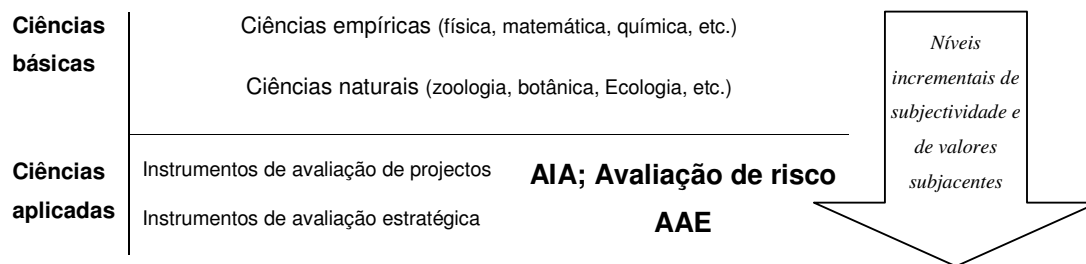 Ciências básicas
Ciências empíricas (física, matemática, química, etc.)
Ciências naturais (zoologia, botânica, Ecologia, etc.)
Ciências aplicadas
Instrumentos de avaliação de projectos AIA; Avaliação de risco
Instrumentos de avaliação estratégica AAE
Níveis
incrementais de
subjectividade e
de valores
subjacentes